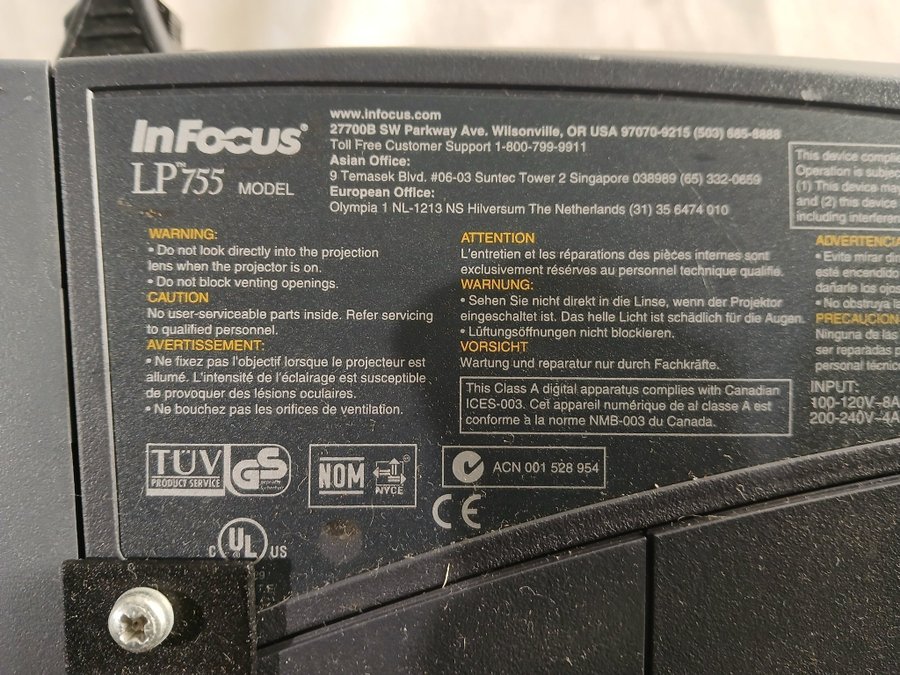 InFocus®
LP™755 MODEL
www.infocus.com
27700B SW Parkway Ave. Wilsonville, OR USA 97070-9215 (503) 685-8888
Toll Free Customer Support 1-800-799-9911
Asian Office:
9 Temasek Blvd. #06-03 Suntec Tower 2 Singapore 038989 (65) 332-0659
European Office:
Olympia 1 NL-1213 NS Hilversum The Netherlands (31) 35 6474 010
This device complie
Operation is subjec
(1) This device may
and (2) this device
including interferen
WARNING:
• Do not look directly into the projection
lens when the projector is on.
• Do not block venting openings.
CAUTION
No user-serviceable parts inside. Refer servicing
to qualified personnel.
AVERTISSEMENT:
• Ne fixez pas l'objectif lorsque le projecteur est
allumé. L'intensité de l'éclairage est susceptible
de provoquer des lésions oculaires.
• Ne bouchez pas les orifices de ventilation.
ATTENTION
L'entretien et les réparations des pièces internes sont
exclusivement résérves au personnel technique qualifié.
WARNUNG:
• Sehen Sie nicht direkt in die Linse, wenn der Projektor
eingeschaltet ist. Das helle Licht ist schädlich für die Augen.
• Lüftungsöffnungen nicht blockieren.
VORSICHT
Wartung und reparatur nur durch Fachkräfte.
This Class A digital apparatus complies with Canadian
ICES-003. Cet appareil numérique de al classe A est
conforme à la norme NMB-003 du Canada.
ADVERTENCIA
• Evite mirar dir
esté encendido
dañarle los ojos
• No obstruya la
PRECAUCION
Ninguna de las
ser reparadas p
personal técnico
INPUT:
100-120V~8A
200-240V~4A
TÜV
PRODUCT SERVICE
GS
NOM
NYCE
ACN 001 528 954
CE
C UL US